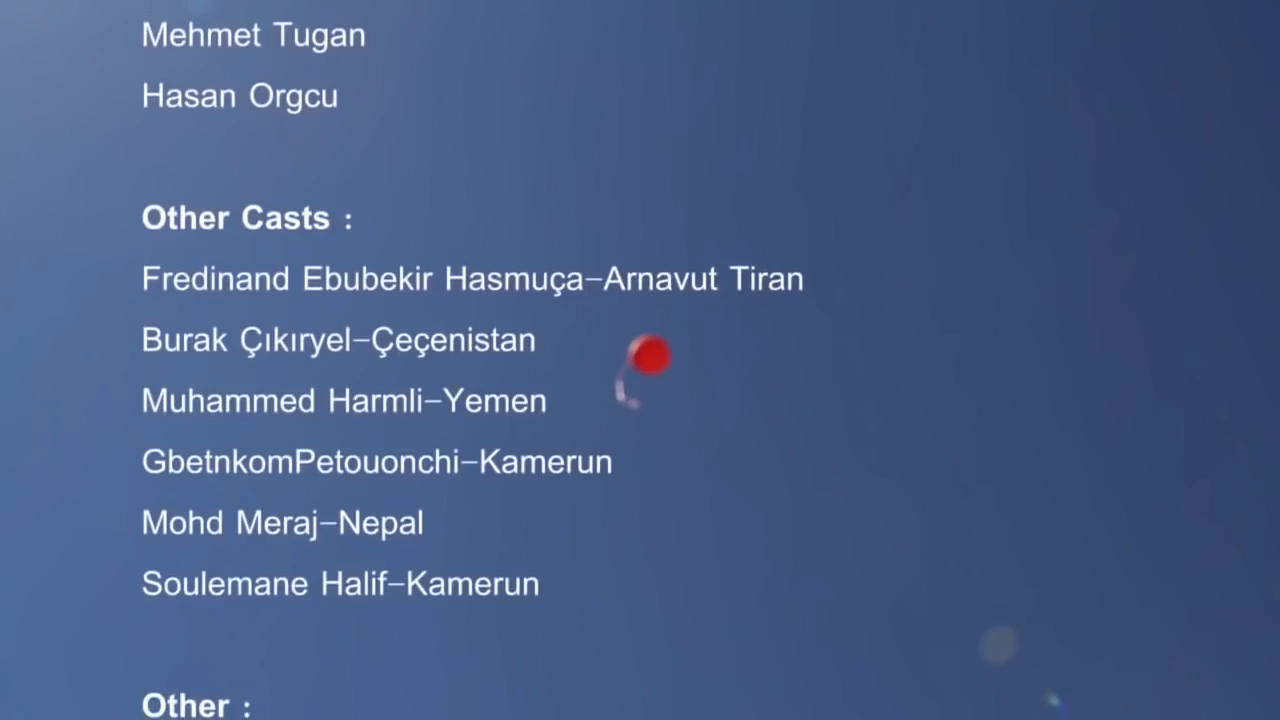 Mehmet Tugan
Hasan Orgcu
Other Casts :
Fredinand Ebubekir Hasmuça–Arnavut Tiran
Burak Çıkıryel–Çeçenistan
Muhammed Harmli–Yemen
GbetnkomPetouonchi–Kamerun
Mohd Meraj–Nepal
Soulemane Halif–Kamerun
Other :